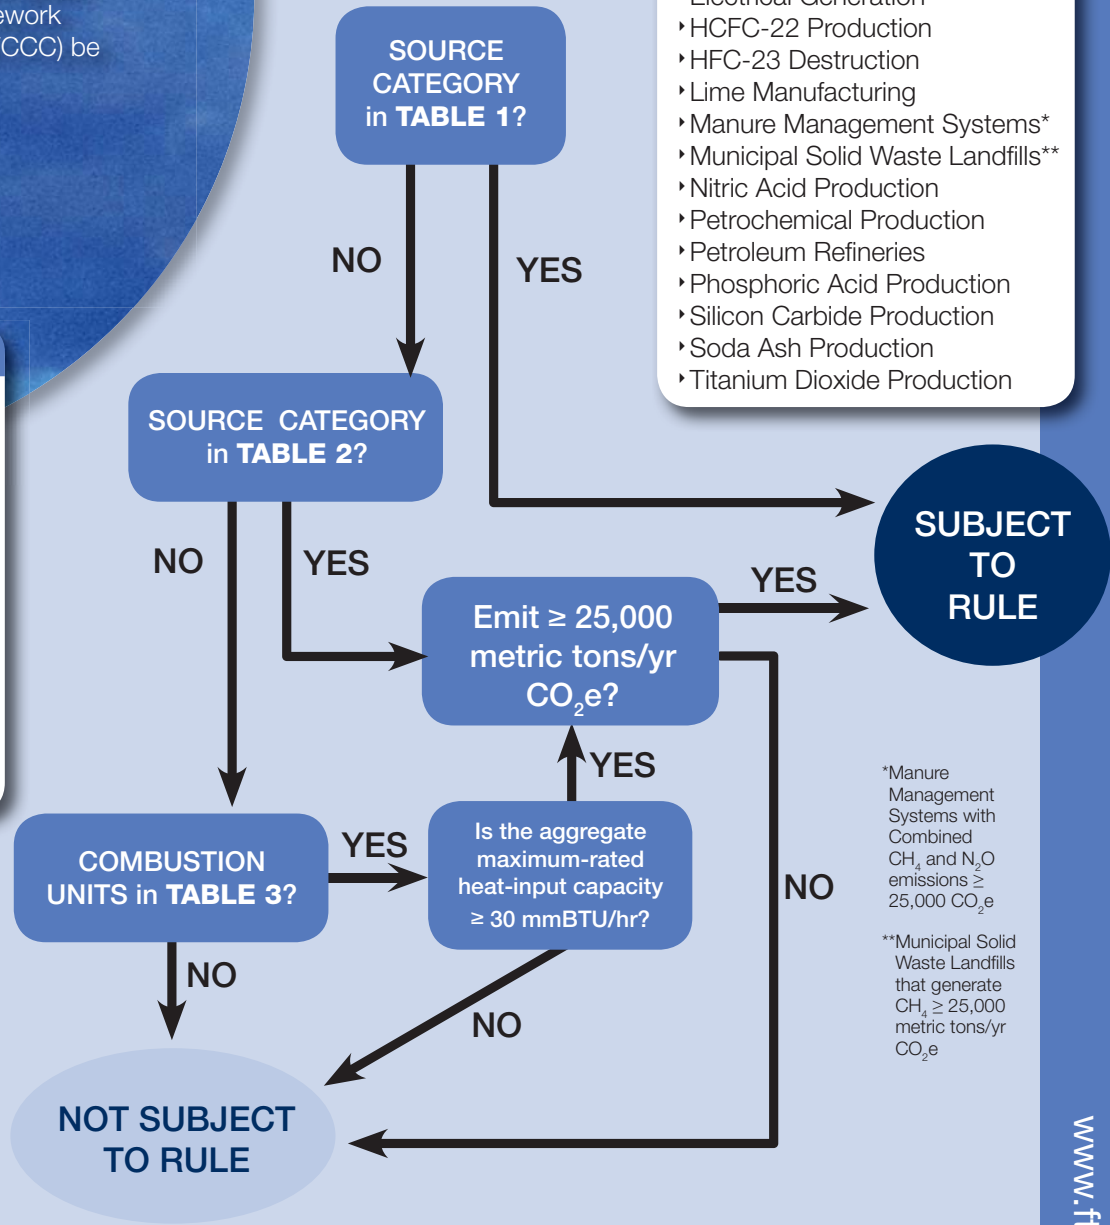 ework
CCC) be
SOURCE
CATEGORY
in TABLE 1?
Electrical Generation
‣HCFC-22 Production
‣HFC-23 Destruction
‣Lime Manufacturing
‣Manure Management Systems*
‣Municipal Solid Waste Landfills**
‣Nitric Acid Production
‣Petrochemical Production
‣Petroleum Refineries
‣Phosphoric Acid Production
‣Silicon Carbide Production
‣Soda Ash Production
‣Titanium Dioxide Production
NO
YES
SOURCE CATEGORY
in TABLE 2?
SUBJECT
TO
RULE
NO
YES
Emit ≥ 25,000
metric tons/yr
CO₂e?
YES
YES
NO
COMBUSTION
UNITS in TABLE 3?
YES
Is the aggregate
maximum-rated
heat-input capacity
≥ 30 mmBTU/hr?
NO
NO
NOT SUBJECT
TO RULE
*Manure
Management
Systems with
Combined
CH₄ and N₂O
emissions ≥
25,000 CO₂e
**Municipal Solid
Waste Landfills
that generate
CH₄ ≥ 25,000
metric tons/yr
CO₂e
www.f